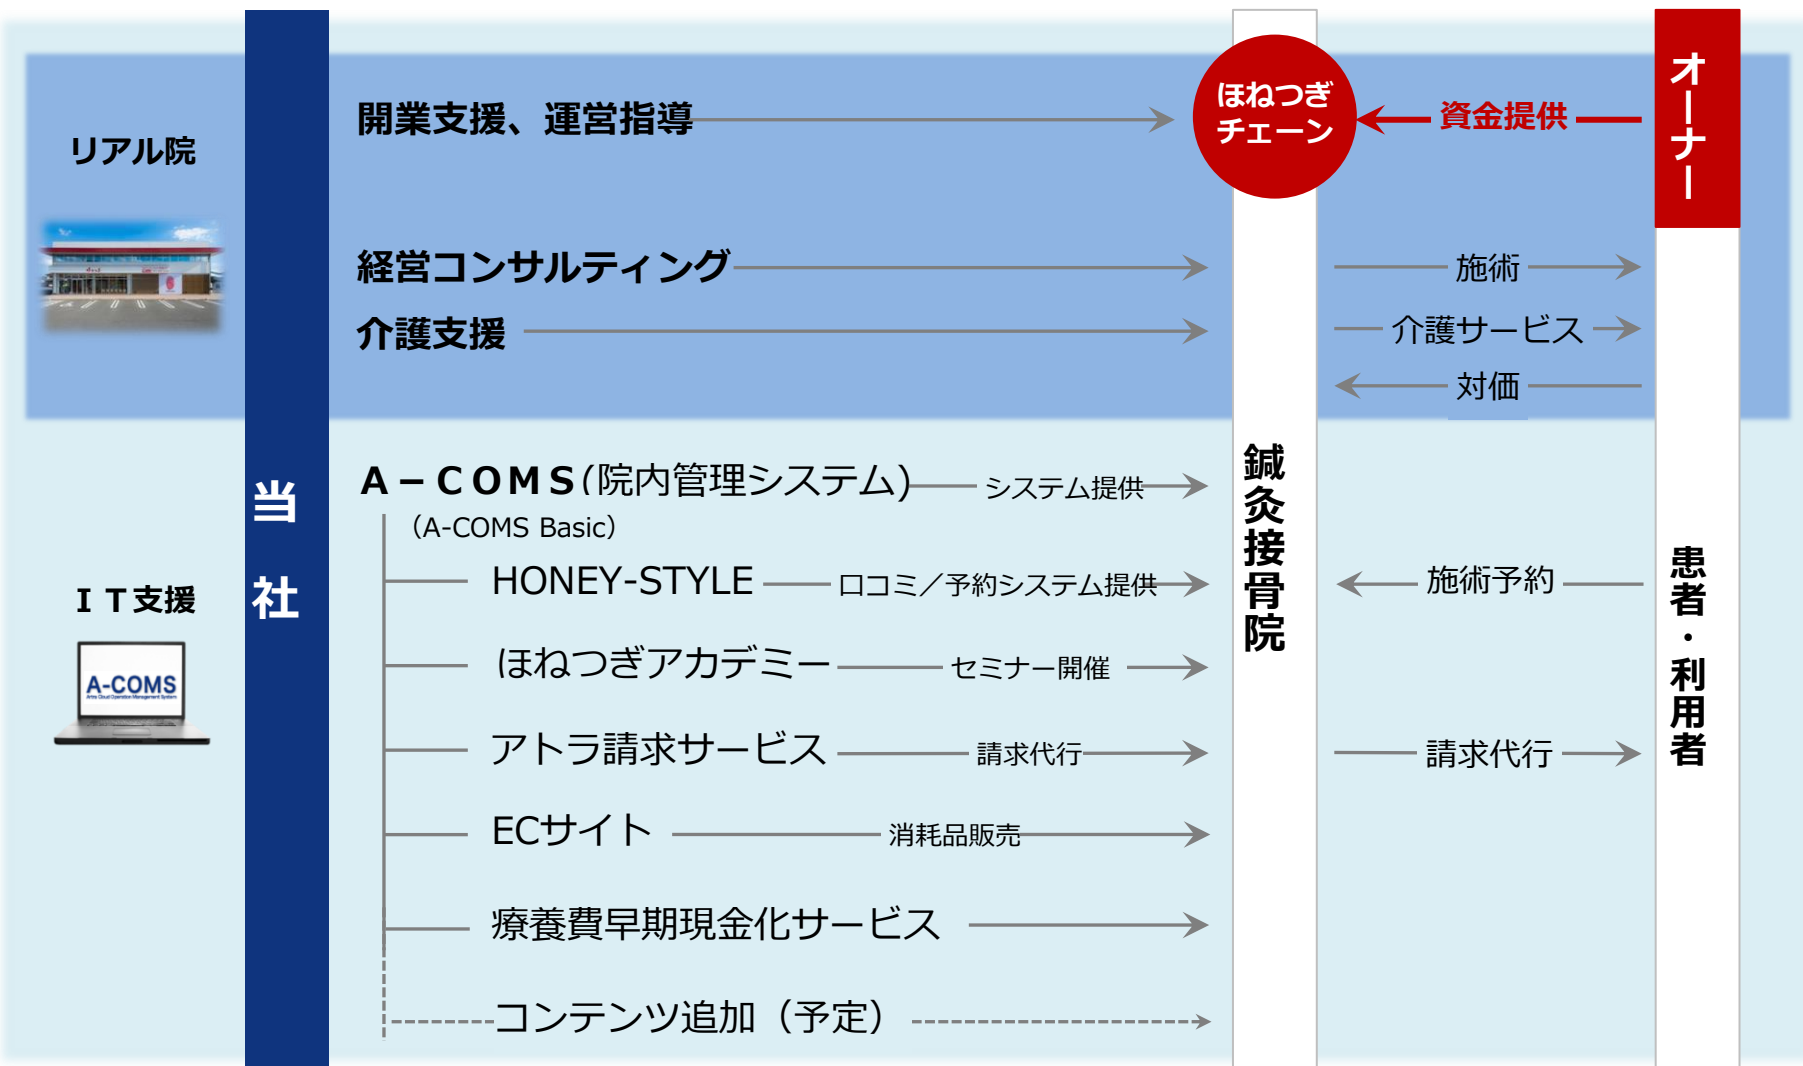 リアル院
開業支援、運営指導
ほねつぎ
チェーン
資金提供
オーナー
経営コンサルティング
施術
介護支援
介護サービス
対価
当社
鍼灸接骨院
患者・利用者
IT支援
A-COMS
Artra Cloud Operation Management System
A-COMS(院内管理システム)
システム提供
（A-COMS Basic）
HONEY-STYLE
口コミ／予約システム提供
施術予約
ほねつぎアカデミー
セミナー開催
アトラ請求サービス
請求代行
請求代行
ECサイト
消耗品販売
療養費早期現金化サービス
コンテンツ追加（予定）